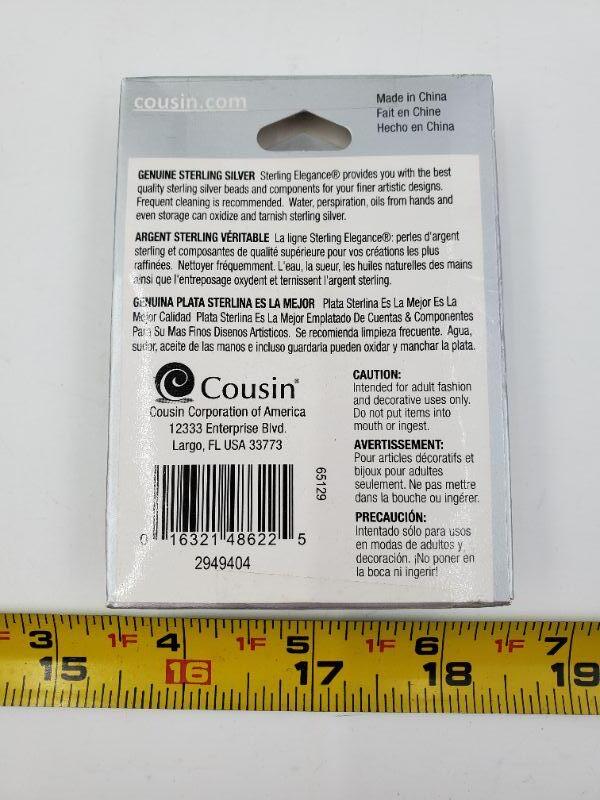 cousin.com
Made in China
Fait en Chine
Hecho en China
GENUINE STERLING SILVER Sterling Elegance® provides you with the best
quality sterling silver beads and components for your finer artistic designs.
Frequent cleaning is recommended. Water, perspiration, oils from hands and
even storage can oxidize and tarnish sterling silver.
ARGENT STERLING VÉRITABLE La ligne Sterling Elegance®: perles d'argent
sterling et composantes de qualité supérieure pour vos créations les plus
raffinées. Nettoyer fréquemment. L'eau, la sueur, les huiles naturelles des mains
ainsi que l'entreposage oxydent et ternissent l'argent sterling.
GENUINA PLATA STERLINA ES LA MEJOR Plata Sterlina Es La Mejor Es La
Mejor Calidad Plata Sterlina Es La Mejor Emplatado De Cuentas & Componentes
Para Su Mas Finos Disenos Artisticos. Se recomienda limpieza frecuente. Agua,
sudor, aceite de las manos e incluso guardarla pueden oxidar y manchar la plata.
Cousin®
Cousin Corporation of America
12333 Enterprise Blvd.
Largo, FL USA 33773
65129
0 16321 48622 5
2949404
CAUTION:
Intended for adult fashion
and decorative uses only.
Do not put items into
mouth or ingest.
AVERTISSEMENT:
Pour articles décoratifs et
bijoux pour adultes
seulement. Ne pas mettre
dans la bouche ou ingérer.
PRECAUCIÓN:
Intentado sólo para usos
en modas de adultos y
decoración. ¡No poner en
la boca ni ingerir!
F 3 1F 4 1F 5 1F 6 1F 7
15 16 17 18 19